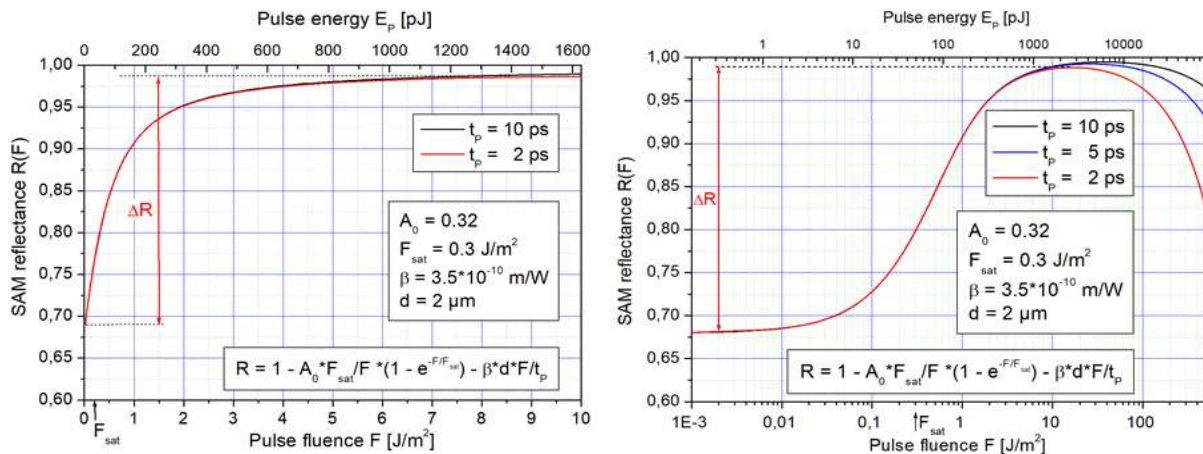 Pulse energy E_P [pJ]
0 200 400 600 800 1000 1200 1400 1600
SAM reflectance R(F)
1,00
0,95
0,90
0,85
0,80
0,75
0,70
0,65
0,60
ΔR
t_P = 10 ps
t_P = 2 ps
A_0 = 0.32
F_sat = 0.3 J/m²
β = 3.5*10^-10 m/W
d = 2 µm
R = 1 - A_0*F_sat/F *(1 - e^-F/F_sat) - β*d*F/t_P
0 1 2 3 4 5 6 7 8 9 10
F_sat
Pulse fluence F [J/m²]
Pulse energy E_P [pJ]
1 10 100 1000 10000
SAM reflectance R(F)
1,00
0,95
0,90
0,85
0,80
0,75
0,70
0,65
0,60
ΔR
t_P = 10 ps
t_P = 5 ps
t_P = 2 ps
A_0 = 0.32
F_sat = 0.3 J/m²
β = 3.5*10^-10 m/W
d = 2 µm
R = 1 - A_0*F_sat/F *(1 - e^-F/F_sat) - β*d*F/t_P
1E-3 0,01 0,1 1 10 100
F_sat
Pulse fluence F [J/m²]